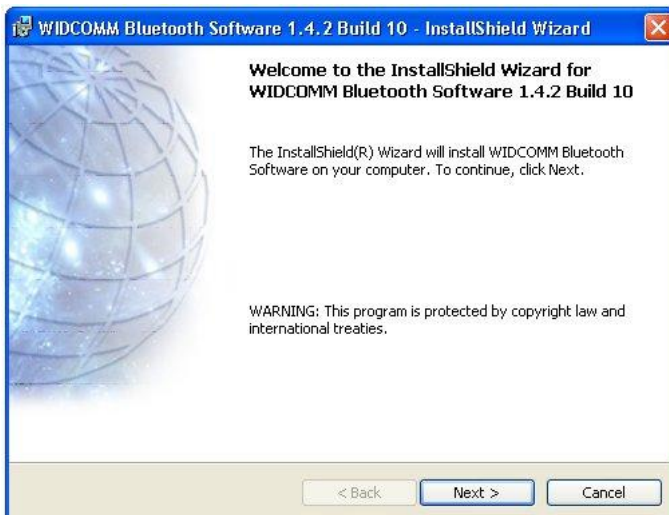 WIDCOMM Bluetooth Software 1.4.2 Build 10 - InstallShield Wizard
Welcome to the InstallShield Wizard for
WIDCOMM Bluetooth Software 1.4.2 Build 10
The InstallShield(R) Wizard will install WIDCOMM Bluetooth
Software on your computer. To continue, click Next.
WARNING: This program is protected by copyright law and
international treaties.
< Back
Next >
Cancel